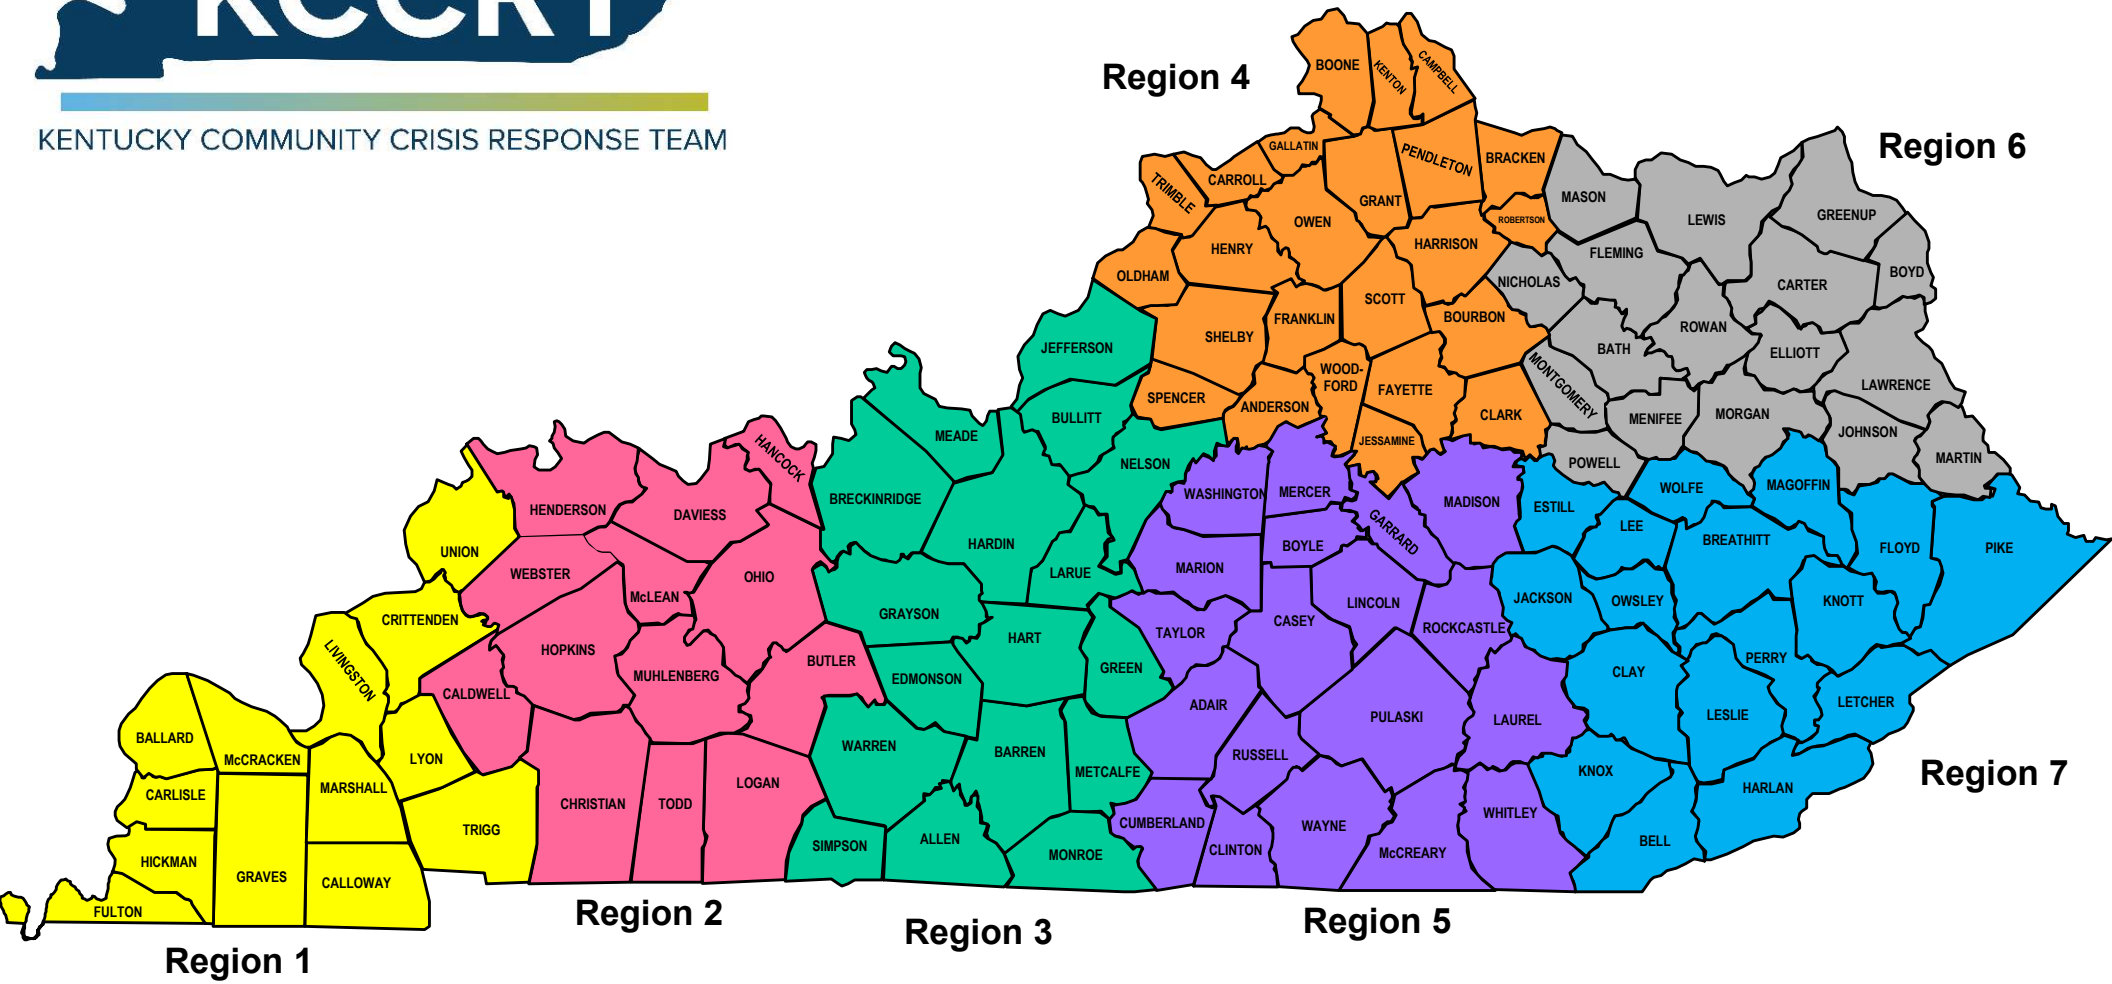 KCCRT
KENTUCKY COMMUNITY CRISIS RESPONSE TEAM
Region 4
BOONE
KENTON
CAMPBELL
GALLATIN
PENDLETON
BRACKEN
Region 6
TRIMBLE
CARROLL
GRANT
OWEN
ROBERTSON
MASON
LEWIS
GREENUP
HENRY
HARRISON
FLEMING
OLDHAM
NICHOLAS
BOYD
CARTER
SCOTT
SHELBY
FRANKLIN
BOURBON
ROWAN
BATH
ELLIOTT
JEFFERSON
WOOD-
FORD
FAYETTE
MONTGOMERY
LAWRENCE
SPENCER
ANDERSON
CLARK
MENIFEE
MORGAN
BULLITT
JOHNSON
MEADE
JESSAMINE
MARTIN
NELSON
POWELL
HANCOCK
BRECKINRIDGE
WASHINGTON
MERCER
MADISON
WOLFE
MAGOFFIN
HENDERSON
DAVIESS
GARRARD
ESTILL
LEE
BREATHITT
UNION
HARDIN
BOYLE
FLOYD
PIKE
WEBSTER
OHIO
LARUE
MARION
McLEAN
JACKSON
OWSLEY
KNOTT
CRITTENDEN
GRAYSON
LINCOLN
CASEY
ROCKCASTLE
HART
TAYLOR
LIVINGSTON
HOPKINS
MUHLENBERG
BUTLER
EDMONSON
GREEN
CLAY
PERRY
CALDWELL
ADAIR
PULASKI
LAUREL
LESLIE
LETCHER
BALLARD
McCRACKEN
LYON
WARREN
BARREN
METCALFE
RUSSELL
KNOX
Region 7
CARLISLE
MARSHALL
CHRISTIAN
TODD
LOGAN
HARLAN
TRIGG
CUMBERLAND
WAYNE
WHITLEY
HICKMAN
SIMPSON
ALLEN
MONROE
CLINTON
McCREARY
BELL
GRAVES
CALLOWAY
FULTON
Region 2
Region 3
Region 5
Region 1